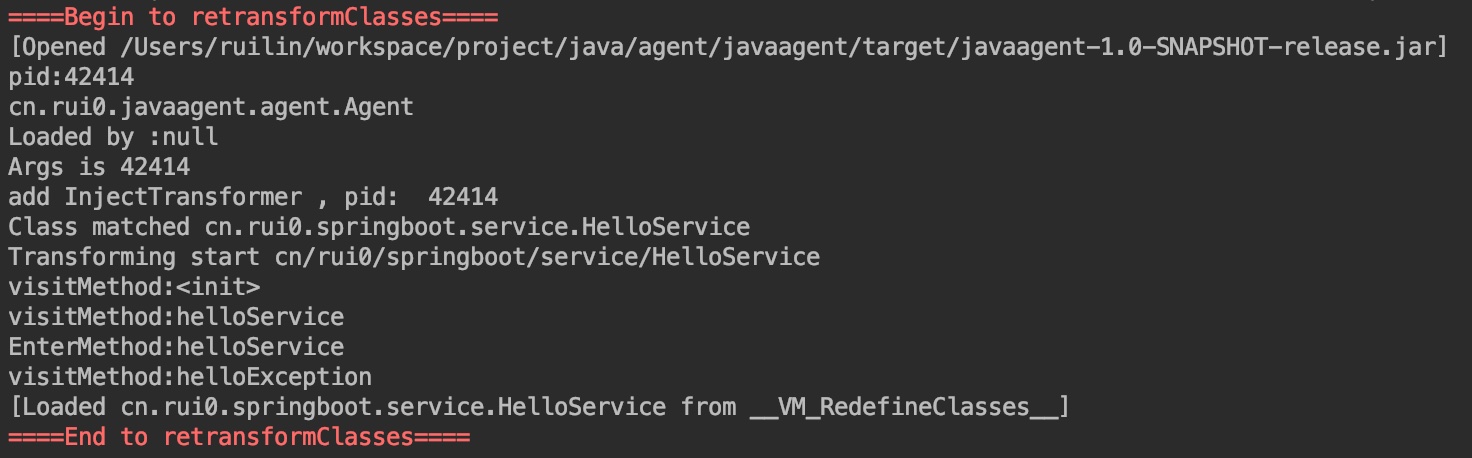 ====Begin to retransformClasses====
[Opened /Users/ruilin/workspace/project/java/agent/javaagent/target/javaagent-1.0-SNAPSHOT-release.jar]
pid:42414
cn.rui0.javaagent.agent.Agent
Loaded by :null
Args is 42414
add InjectTransformer , pid:  42414
Class matched cn.rui0.springboot.service.HelloService
Transforming start cn/rui0/springboot/service/HelloService
visitMethod:<init>
visitMethod:helloService
EnterMethod:helloService
visitMethod:helloException
[Loaded cn.rui0.springboot.service.HelloService from __VM_RedefineClasses__]
====End to retransformClasses====